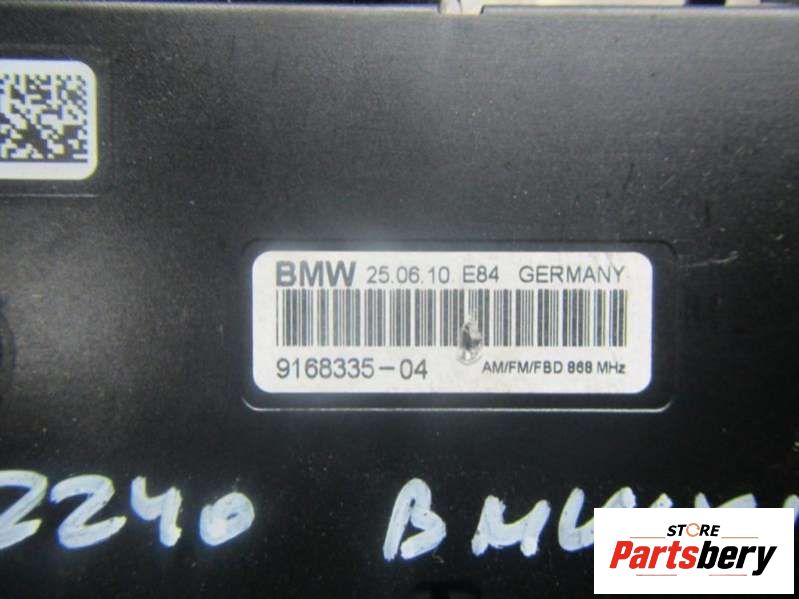 BMW 25.06.10 E84 GERMANY
9168335-04 AM/FM/FBD 868 MHz
2240 BMW
STORE
Partsbery